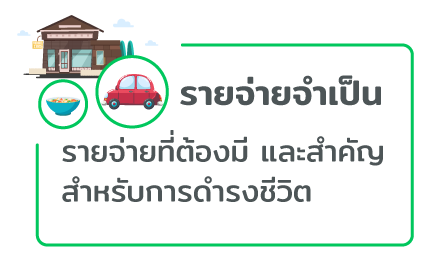 รายจ่ายจำเป็น
รายจ่ายที่ต้องมี และสำคัญ
สำหรับการดำรงชีวิต